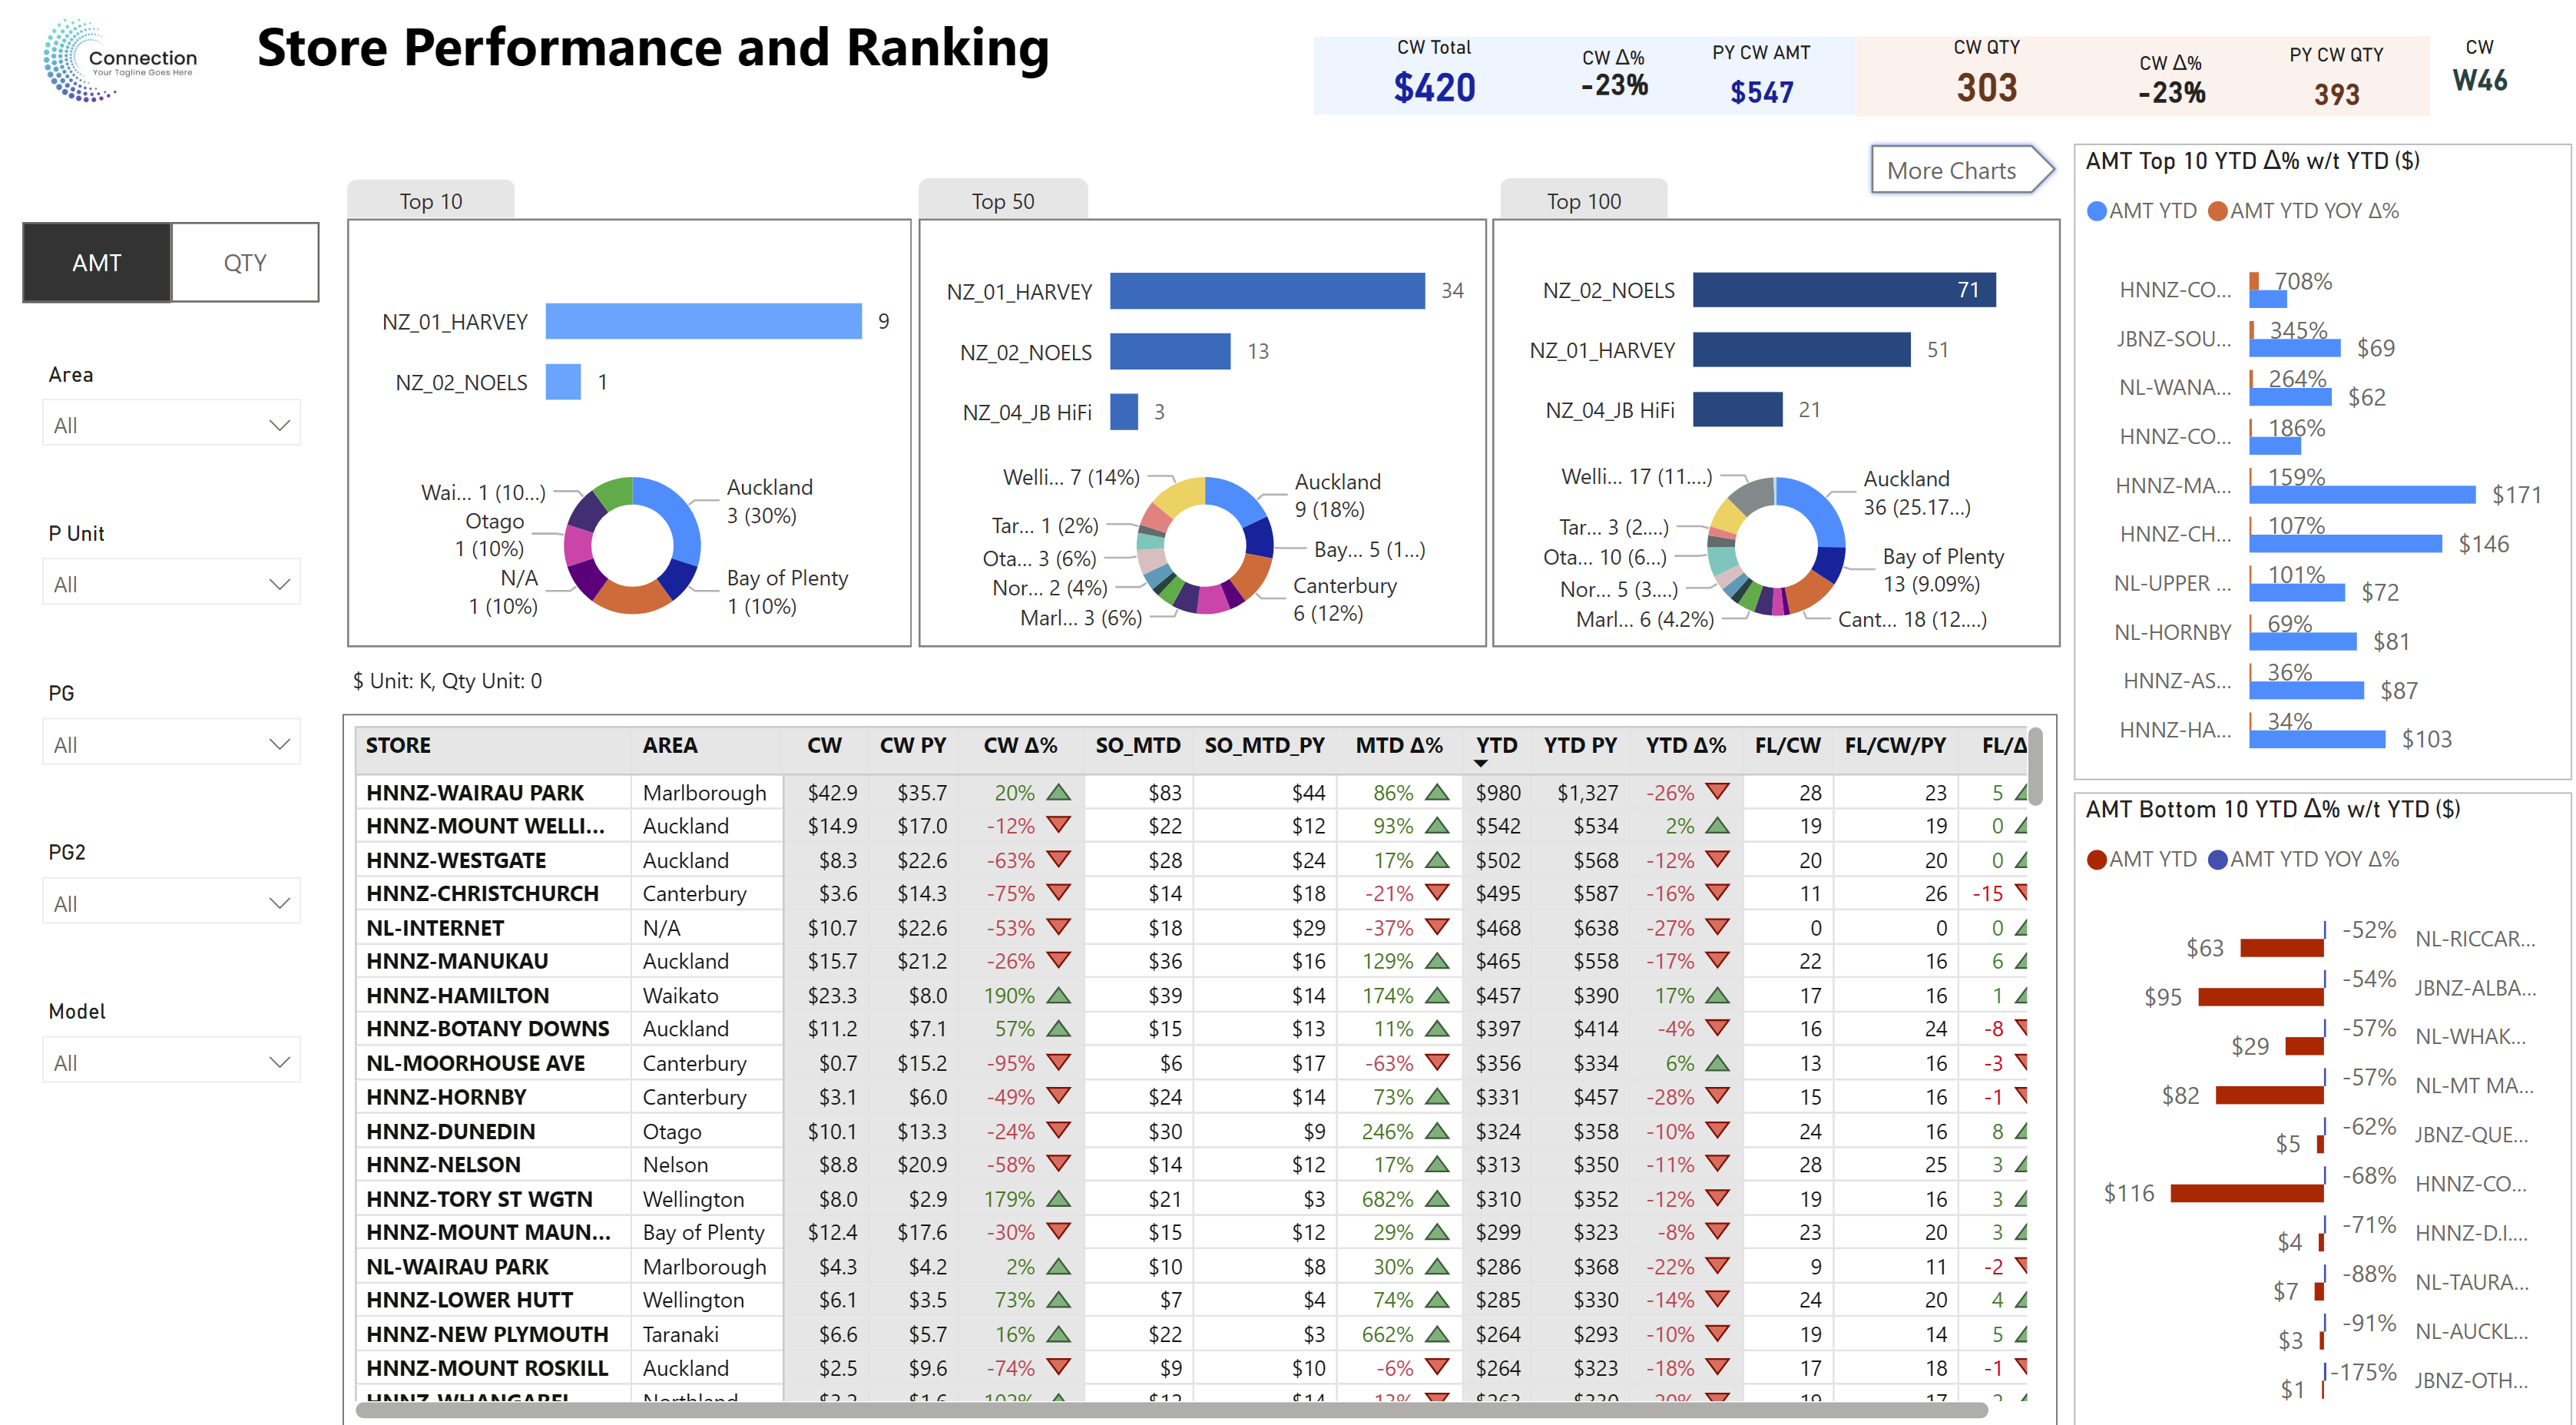 Connection
Your Tagline Goes Here
Store Performance and Ranking
CW Total
$420
CW Δ%
-23%
PY CW AMT
$547
CW QTY
303
CW Δ%
-23%
PY CW QTY
393
CW
W46
More Charts
AMT
QTY
Area
All
P Unit
All
PG
All
PG2
All
Model
All
Top 10
NZ_01_HARVEY 9
NZ_02_NOELS 1
Wai... 1 (10...)
Otago
1 (10%)
N/A
1 (10%)
Auckland
3 (30%)
Bay of Plenty
1 (10%)
Top 50
NZ_01_HARVEY 34
NZ_02_NOELS 13
NZ_04_JB HiFi 3
Welli... 7 (14%)
Tar... 1 (2%)
Ota... 3 (6%)
Nor... 2 (4%)
Marl... 3 (6%)
Auckland
9 (18%)
Bay... 5 (1...)
Canterbury
6 (12%)
Top 100
NZ_02_NOELS 71
NZ_01_HARVEY 51
NZ_04_JB HiFi 21
Welli... 17 (11....)
Tar... 3 (2....)
Ota... 10 (6...)
Nor... 5 (3....)
Marl... 6 (4.2%)
Auckland
36 (25.17...)
Bay of Plenty
13 (9.09%)
Cant... 18 (12....)
$ Unit: K, Qty Unit: 0
STORE AREA CW CW PY CW Δ% SO_MTD SO_MTD_PY MTD Δ% YTD YTD PY YTD Δ% FL/CW FL/CW/PY FL/Δ
HNNZ-WAIRAU PARK Marlborough $42.9 $35.7 20% $83 $44 86% $980 $1,327 -26% 28 23 5
HNNZ-MOUNT WELLI... Auckland $14.9 $17.0 -12% $22 $12 93% $542 $534 2% 19 19 0
HNNZ-WESTGATE Auckland $8.3 $22.6 -63% $28 $24 17% $502 $568 -12% 20 20 0
HNNZ-CHRISTCHURCH Canterbury $3.6 $14.3 -75% $14 $18 -21% $495 $587 -16% 11 26 -15
NL-INTERNET N/A $10.7 $22.6 -53% $18 $29 -37% $468 $638 -27% 0 0 0
HNNZ-MANUKAU Auckland $15.7 $21.2 -26% $36 $16 129% $465 $558 -17% 22 16 6
HNNZ-HAMILTON Waikato $23.3 $8.0 190% $39 $14 174% $457 $390 17% 17 16 1
HNNZ-BOTANY DOWNS Auckland $11.2 $7.1 57% $15 $13 11% $397 $414 -4% 16 24 -8
NL-MOORHOUSE AVE Canterbury $0.7 $15.2 -95% $6 $17 -63% $356 $334 6% 13 16 -3
HNNZ-HORNBY Canterbury $3.1 $6.0 -49% $24 $14 73% $331 $457 -28% 15 16 -1
HNNZ-DUNEDIN Otago $10.1 $13.3 -24% $30 $9 246% $324 $358 -10% 24 16 8
HNNZ-NELSON Nelson $8.8 $20.9 -58% $14 $12 17% $313 $350 -11% 28 25 3
HNNZ-TORY ST WGTN Wellington $8.0 $2.9 179% $21 $3 682% $310 $352 -12% 19 16 3
HNNZ-MOUNT MAUN... Bay of Plenty $12.4 $17.6 -30% $15 $12 29% $299 $323 -8% 23 20 3
NL-WAIRAU PARK Marlborough $4.3 $4.2 2% $10 $8 30% $286 $368 -22% 9 11 -2
HNNZ-LOWER HUTT Wellington $6.1 $3.5 73% $7 $4 74% $285 $330 -14% 24 20 4
HNNZ-NEW PLYMOUTH Taranaki $6.6 $5.7 16% $22 $3 662% $264 $293 -10% 19 14 5
HNNZ-MOUNT ROSKILL Auckland $2.5 $9.6 -74% $9 $10 -6% $264 $323 -18% 17 18 -1
AMT Top 10 YTD Δ% w/t YTD ($)
AMT YTD AMT YTD YOY Δ%
HNNZ-CO... 708%
JBNZ-SOU... 345% $69
NL-WANA... 264% $62
HNNZ-CO... 186%
HNNZ-MA... 159% $171
HNNZ-CH... 107% $146
NL-UPPER ... 101% $72
NL-HORNBY 69% $81
HNNZ-AS... 36% $87
HNNZ-HA... 34% $103
AMT Bottom 10 YTD Δ% w/t YTD ($)
AMT YTD AMT YTD YOY Δ%
$63 -52% NL-RICCAR...
$95 -54% JBNZ-ALBA...
$29 -57% NL-WHAK...
$82 -57% NL-MT MA...
$5 -62% JBNZ-QUE...
$116 -68% HNNZ-CO...
$4 -71% HNNZ-D.I....
$7 -88% NL-TAURA...
$3 -91% NL-AUCKL...
$1 -175% JBNZ-OTH...